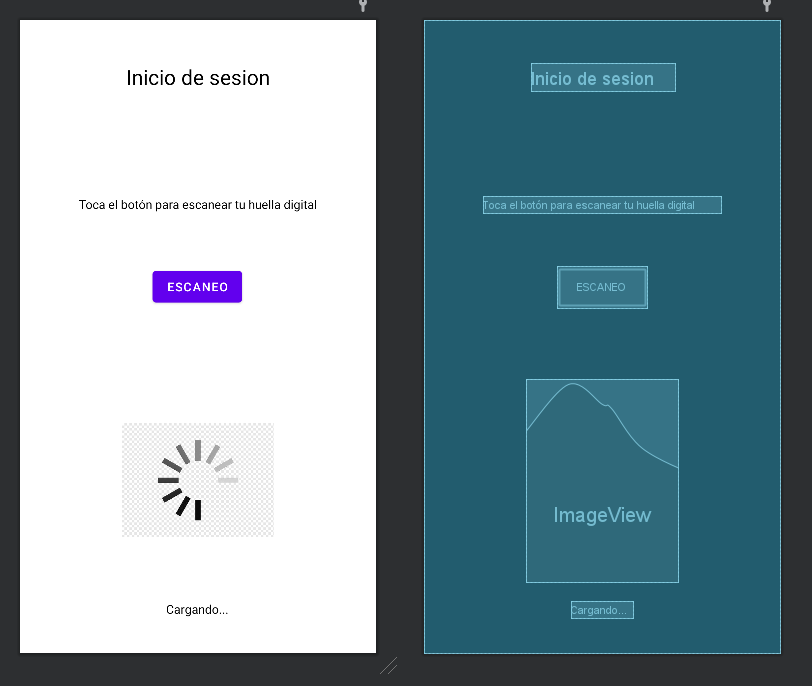 Inicio de sesion
Toca el botón para escanear tu huella digital
ESCANEO
Cargando...
Inicio de sesion
Toca el botón para escanear tu huella digital
ESCANEO
ImageView
Cargando...